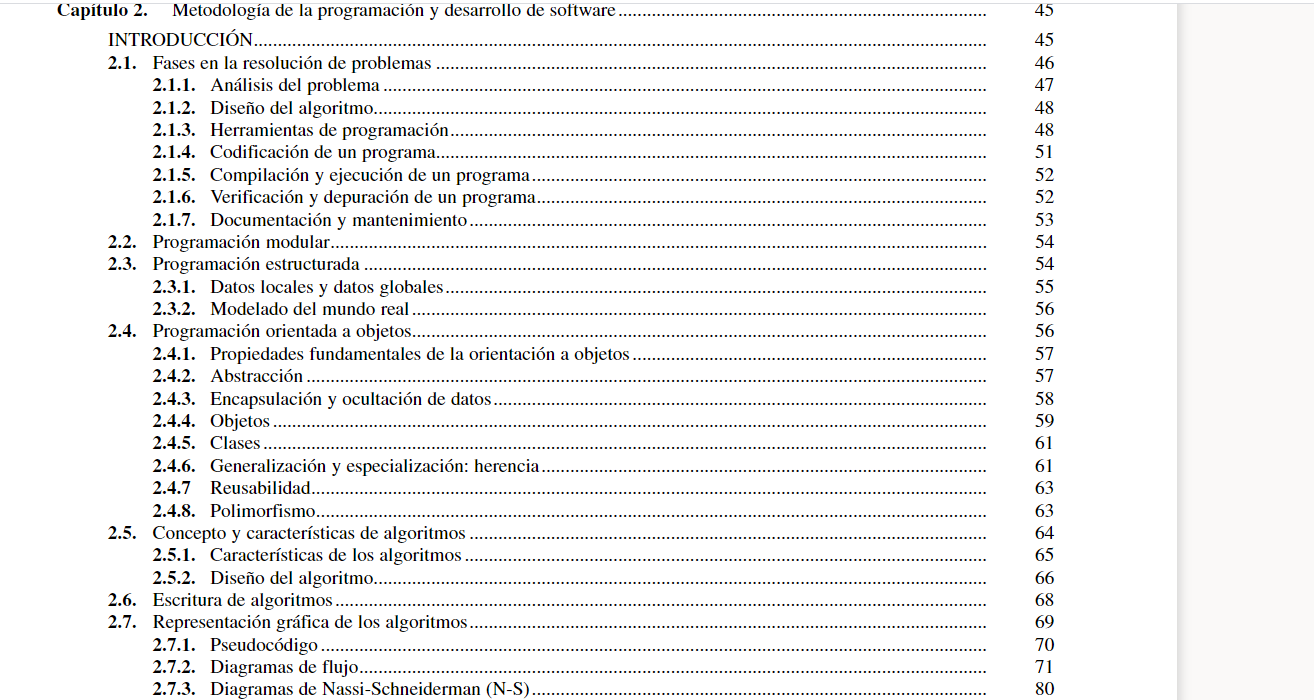 Capítulo 2. Metodología de la programación y desarrollo de software .......... 45
INTRODUCCIÓN .......... 45
2.1. Fases en la resolución de problemas .......... 46
2.1.1. Análisis del problema .......... 47
2.1.2. Diseño del algoritmo .......... 48
2.1.3. Herramientas de programación .......... 48
2.1.4. Codificación de un programa .......... 51
2.1.5. Compilación y ejecución de un programa .......... 52
2.1.6. Verificación y depuración de un programa .......... 52
2.1.7. Documentación y mantenimiento .......... 53
2.2. Programación modular .......... 54
2.3. Programación estructurada .......... 54
2.3.1. Datos locales y datos globales .......... 55
2.3.2. Modelado del mundo real .......... 56
2.4. Programación orientada a objetos .......... 56
2.4.1. Propiedades fundamentales de la orientación a objetos .......... 57
2.4.2. Abstracción .......... 57
2.4.3. Encapsulación y ocultación de datos .......... 58
2.4.4. Objetos .......... 59
2.4.5. Clases .......... 61
2.4.6. Generalización y especialización: herencia .......... 61
2.4.7 Reusabilidad .......... 63
2.4.8. Polimorfismo .......... 63
2.5. Concepto y características de algoritmos .......... 64
2.5.1. Características de los algoritmos .......... 65
2.5.2. Diseño del algoritmo .......... 66
2.6. Escritura de algoritmos .......... 68
2.7. Representación gráfica de los algoritmos .......... 69
2.7.1. Pseudocódigo .......... 70
2.7.2. Diagramas de flujo .......... 71
2.7.3. Diagramas de Nassi-Schneiderman (N-S) .......... 80